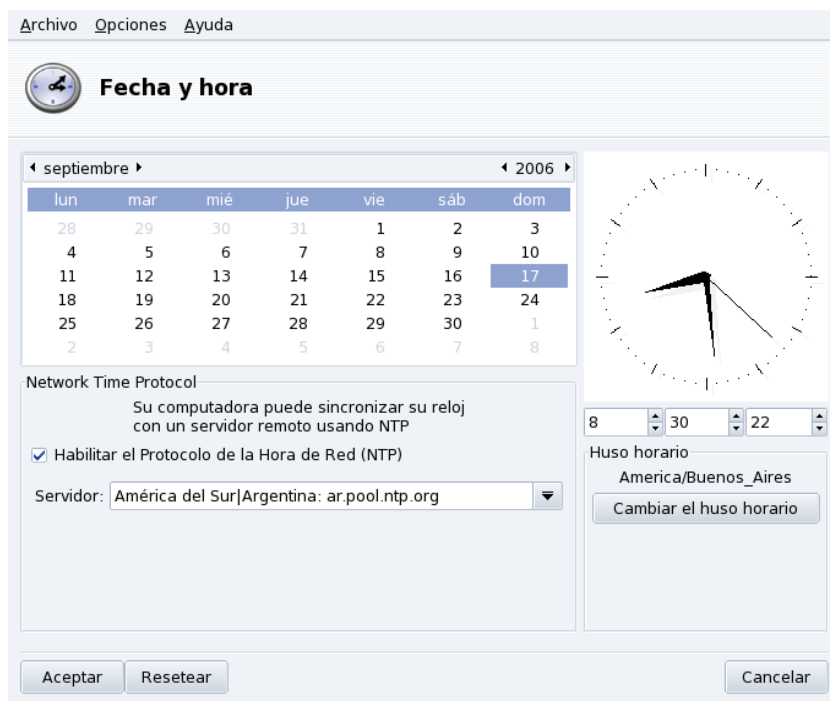 Archivo Opciones Ayuda
Fecha y hora
septiembre 2006
lun mar mié jue vie sáb dom
28 29 30 31 1 2 3
4 5 6 7 8 9 10
11 12 13 14 15 16 17
18 19 20 21 22 23 24
25 26 27 28 29 30 1
2 3 4 5 6 7 8
Network Time Protocol
Su computadora puede sincronizar su reloj
con un servidor remoto usando NTP
Habilitar el Protocolo de la Hora de Red (NTP)
Servidor: América del Sur|Argentina: ar.pool.ntp.org
8 30 22
Huso horario
America/Buenos_Aires
Cambiar el huso horario
Aceptar Resetear Cancelar